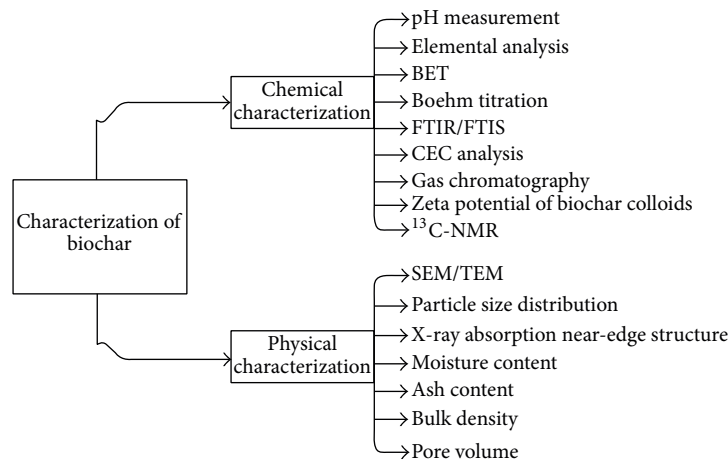 Characterization of
biochar
Chemical
characterization
pH measurement
Elemental analysis
BET
Boehm titration
FTIR/FTIS
CEC analysis
Gas chromatography
Zeta potential of biochar colloids
¹³C-NMR
Physical
characterization
SEM/TEM
Particle size distribution
X-ray absorption near-edge structure
Moisture content
Ash content
Bulk density
Pore volume